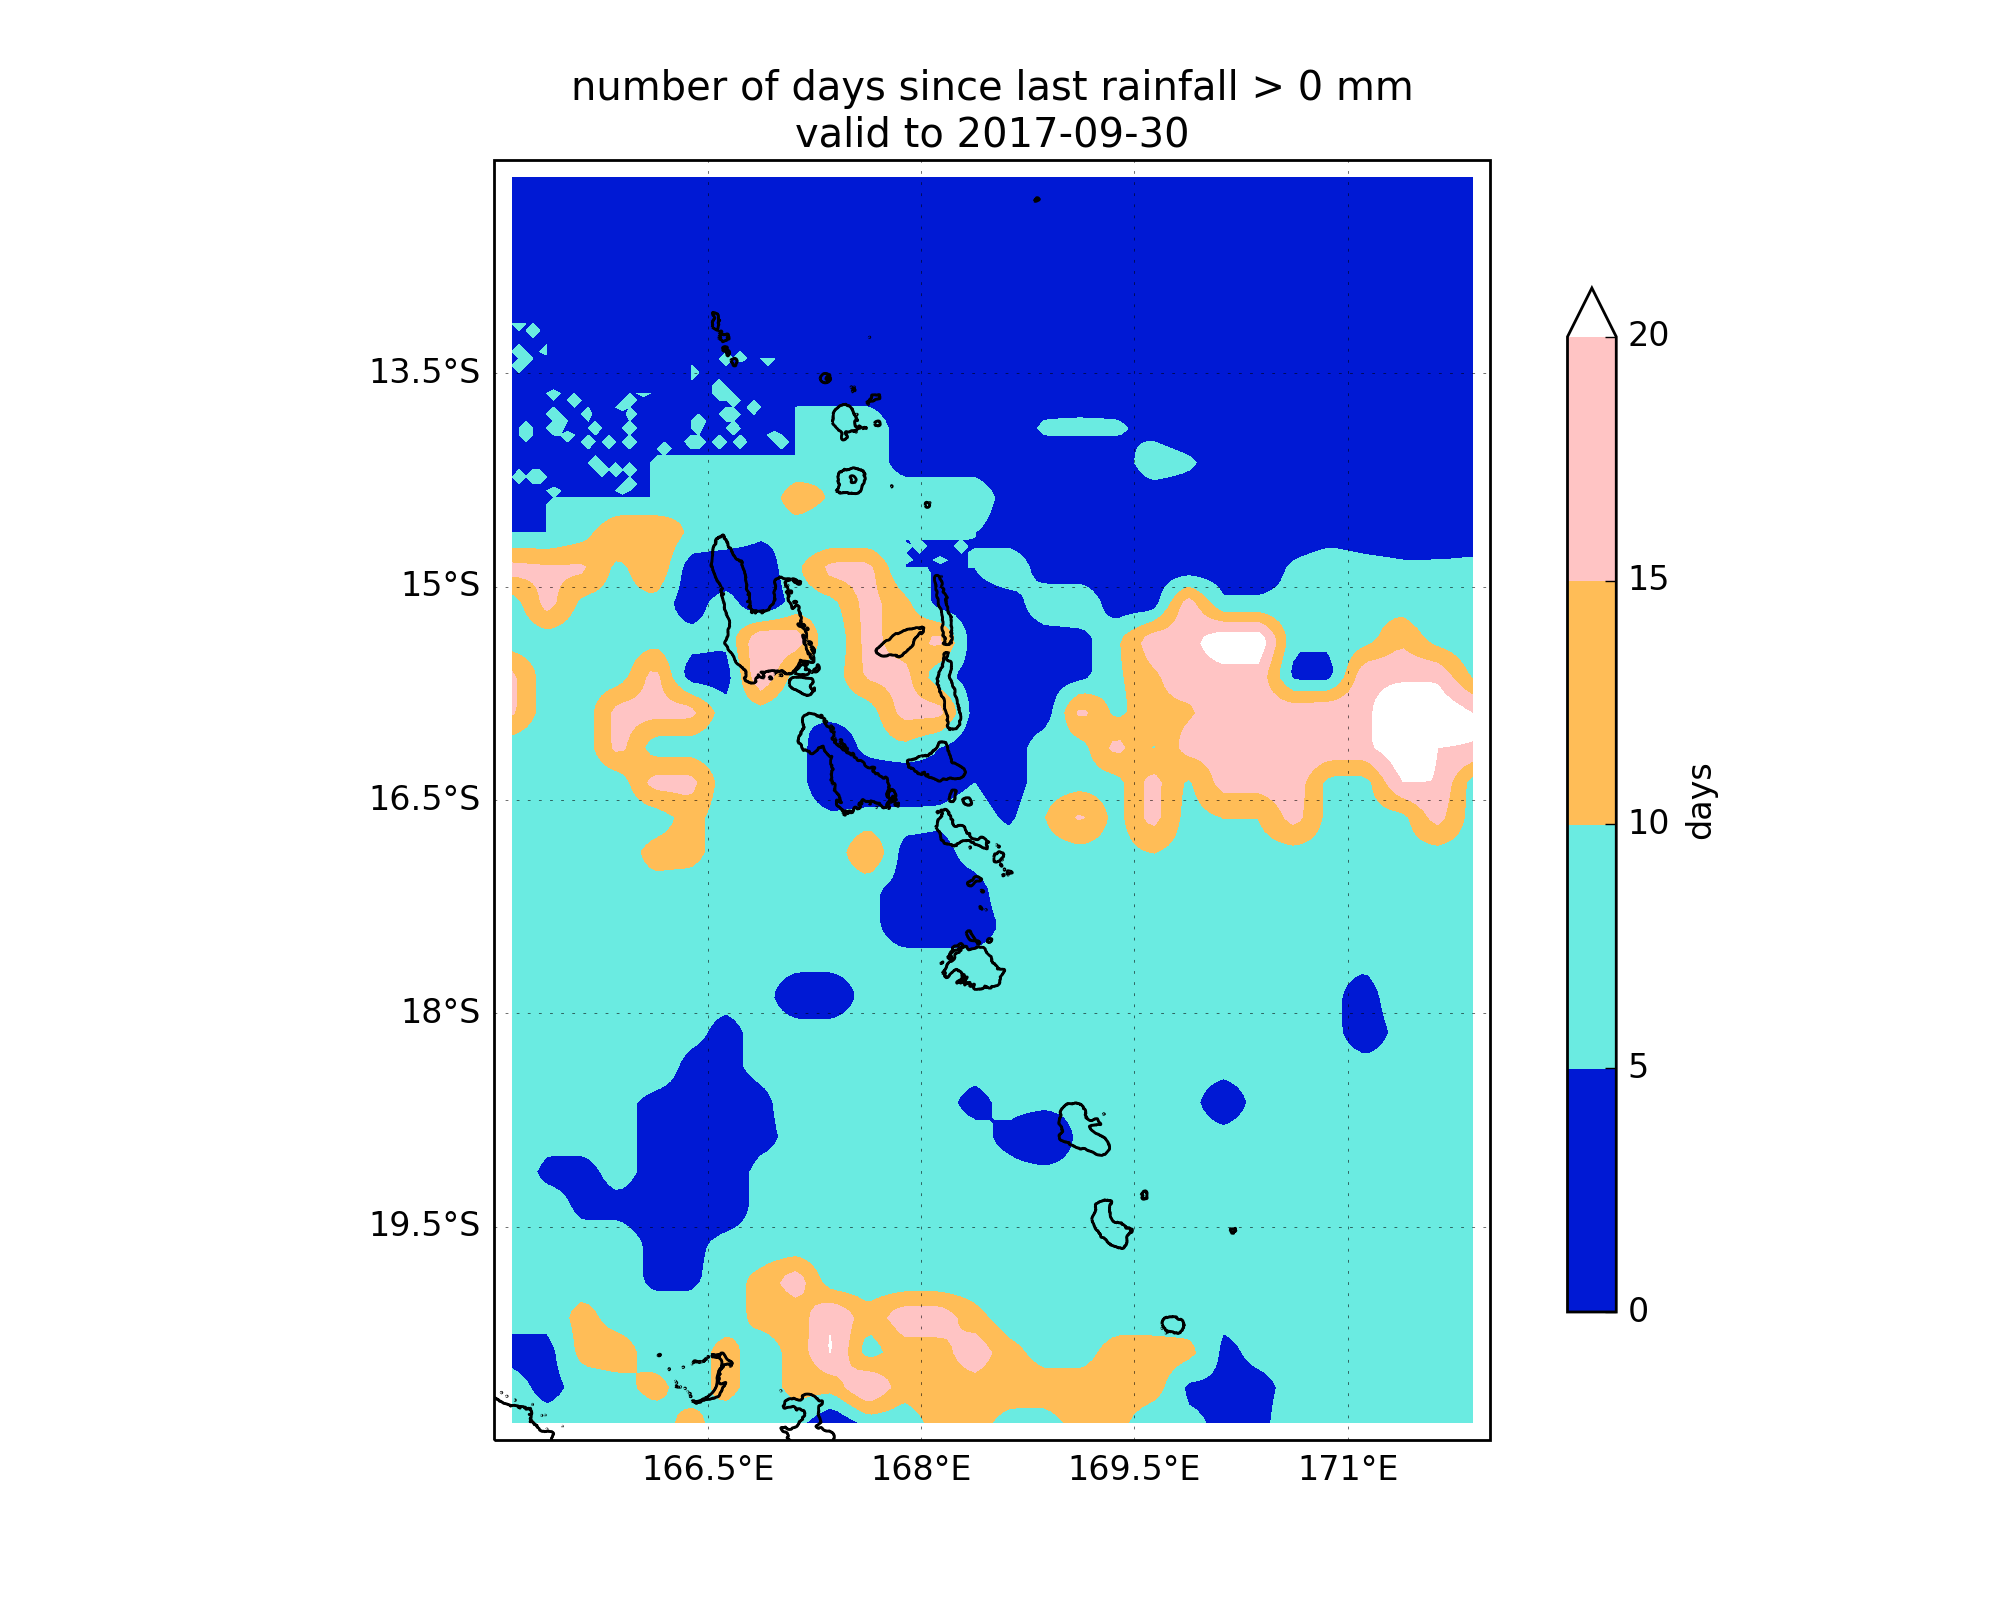 number of days since last rainfall > 0 mm
valid to 2017-09-30
13.5°S
15°S
16.5°S
18°S
19.5°S
166.5°E
168°E
169.5°E
171°E
20
15
10
5
0
days